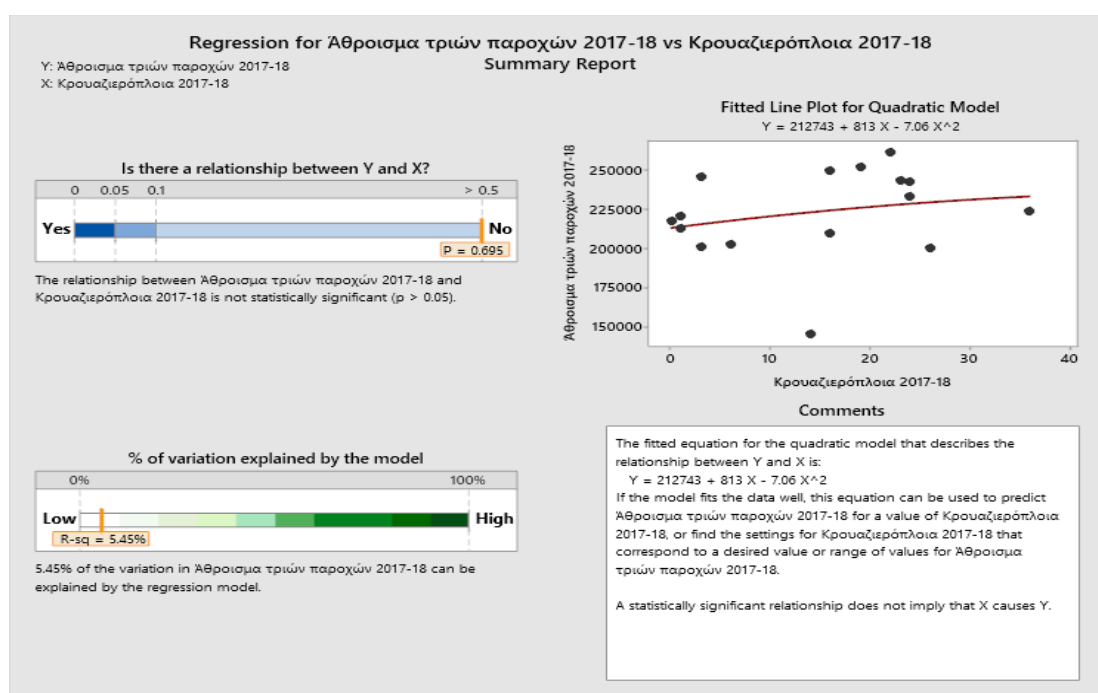 Regression for Άθροισμα τριών παροχών 2017-18 vs Κρουαζιερόπλοια 2017-18
Summary Report
Y: Άθροισμα τριών παροχών 2017-18
X: Κρουαζιερόπλοια 2017-18
Is there a relationship between Y and X?
0 0.05 0.1 > 0.5
Yes No
P = 0.695
The relationship between Άθροισμα τριών παροχών 2017-18 and
Κρουαζιερόπλοια 2017-18 is not statistically significant (p > 0.05).
% of variation explained by the model
0% 100%
Low High
R-sq = 5.45%
5.45% of the variation in Άθροισμα τριών παροχών 2017-18 can be
explained by the regression model.
Fitted Line Plot for Quadratic Model
Y = 212743 + 813 X - 7.06 X^2
Άθροισμα τριών παροχών 2017-18
250000
225000
200000
175000
150000
0 10 20 30 40
Κρουαζιερόπλοια 2017-18
Comments
The fitted equation for the quadratic model that describes the
relationship between Y and X is:
Y = 212743 + 813 X - 7.06 X^2
If the model fits the data well, this equation can be used to predict
Άθροισμα τριών παροχών 2017-18 for a value of Κρουαζιερόπλοια
2017-18, or find the settings for Κρουαζιερόπλοια 2017-18 that
correspond to a desired value or range of values for Άθροισμα
τριών παροχών 2017-18.
A statistically significant relationship does not imply that X causes Y.